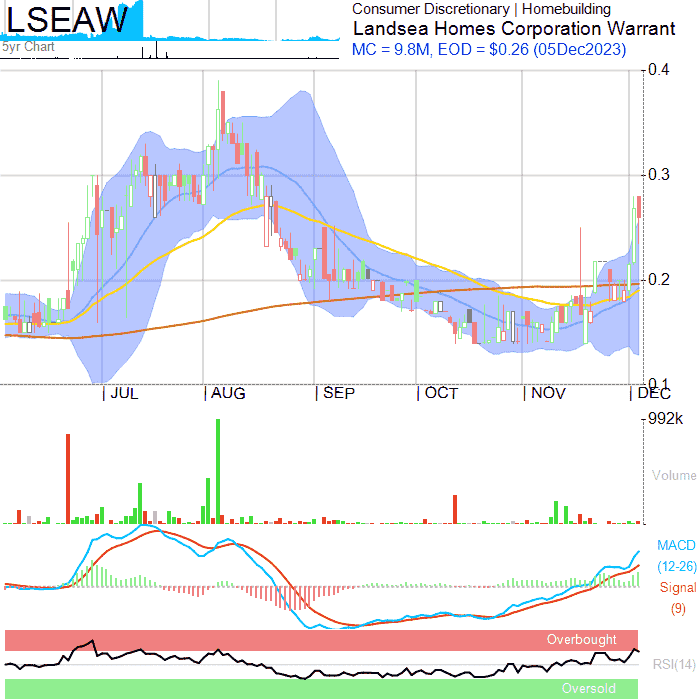 LSEAW
5yr Chart
Consumer Discretionary | Homebuilding
Landsea Homes Corporation Warrant
MC = 9.8M, EOD = $0.26 (05Dec2023)
0.4
0.3
0.2
0.1
JUL
AUG
SEP
OCT
NOV
DEC
992k
Volume
MACD
(12-26)
Signal
(9)
Overbought
RSI(14)
Oversold